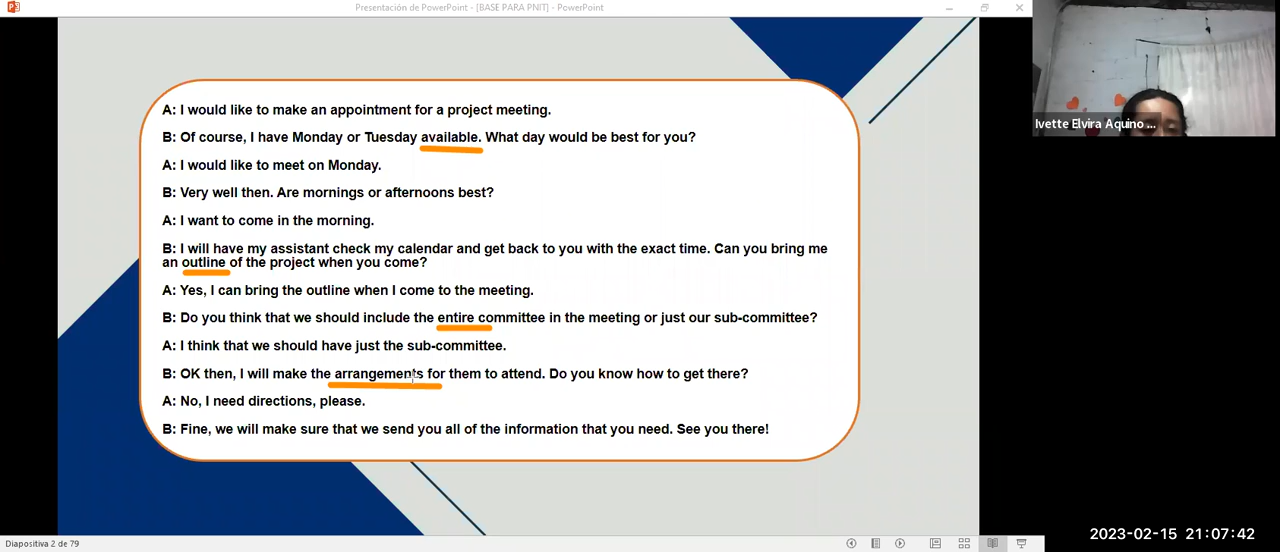 Presentación de PowerPoint - [BASE PARA PNIT] - PowerPoint
A: I would like to make an appointment for a project meeting.
B: Of course, I have Monday or Tuesday available. What day would be best for you?
A: I would like to meet on Monday.
B: Very well then. Are mornings or afternoons best?
A: I want to come in the morning.
B: I will have my assistant check my calendar and get back to you with the exact time. Can you bring me
an outline of the project when you come?
A: Yes, I can bring the outline when I come to the meeting.
B: Do you think that we should include the entire committee in the meeting or just our sub-committee?
A: I think that we should have just the sub-committee.
B: OK then, I will make the arrangements for them to attend. Do you know how to get there?
A: No, I need directions, please.
B: Fine, we will make sure that we send you all of the information that you need. See you there!
Ivette Elvira Aquino ...
Diapositiva 2 de 79
2023-02-15 21:07:42